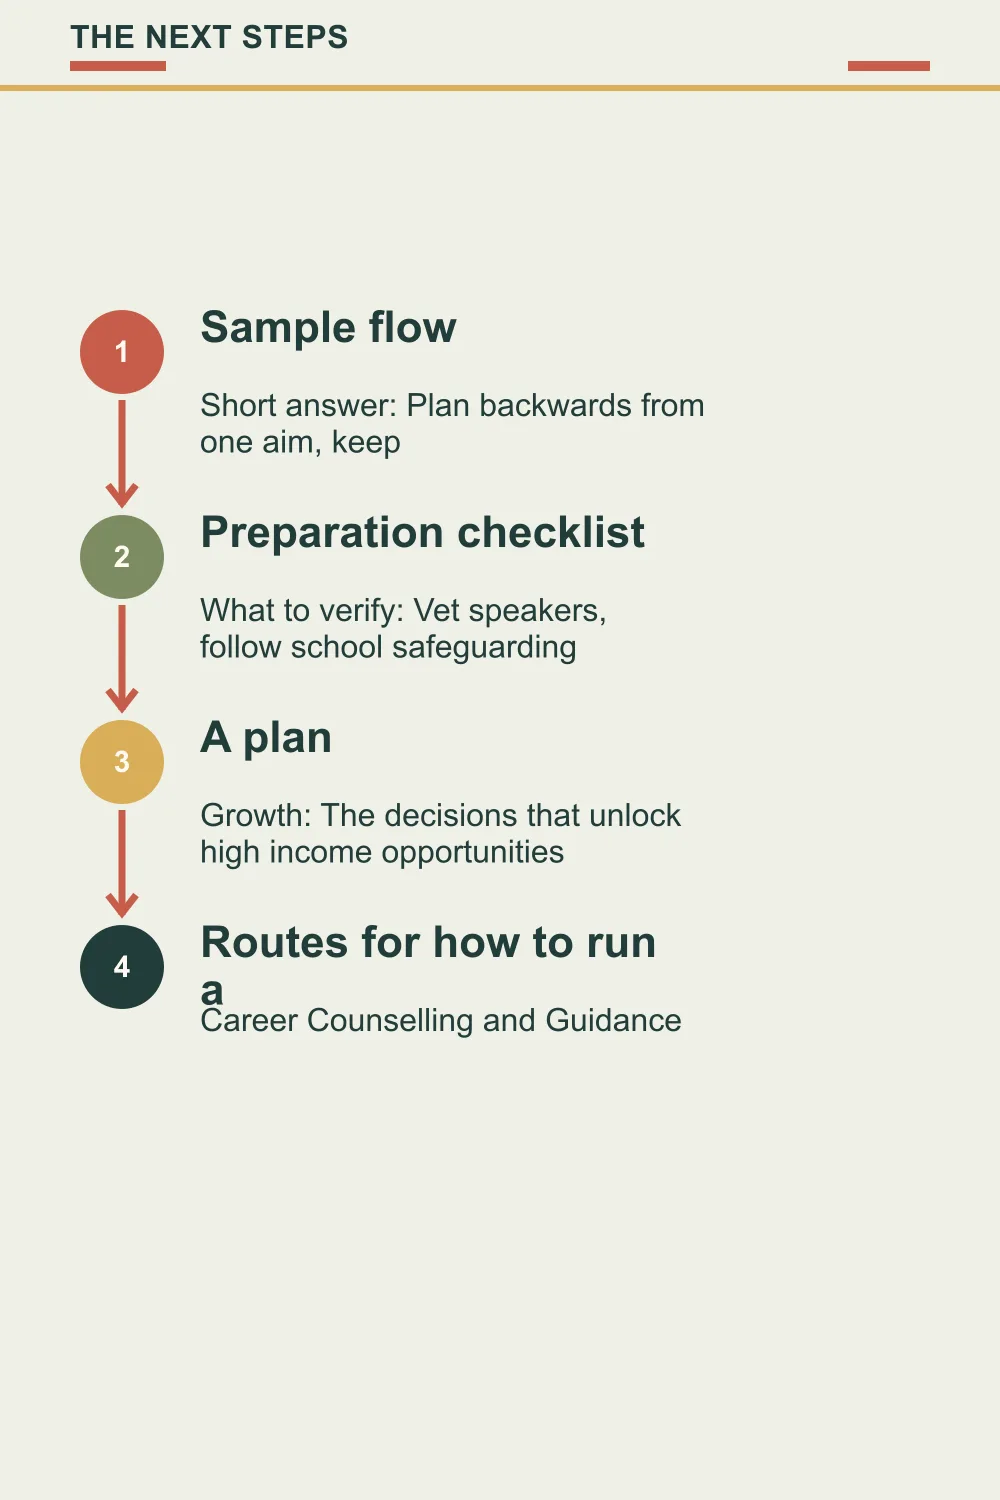 THE NEXT STEPS
1
Sample flow
Short answer: Plan backwards from
one aim, keep
2
Preparation checklist
What to verify: Vet speakers,
follow school safeguarding
3
A plan
Growth: The decisions that unlock
high income opportunities
4
Routes for how to run
a
Career Counselling and Guidance